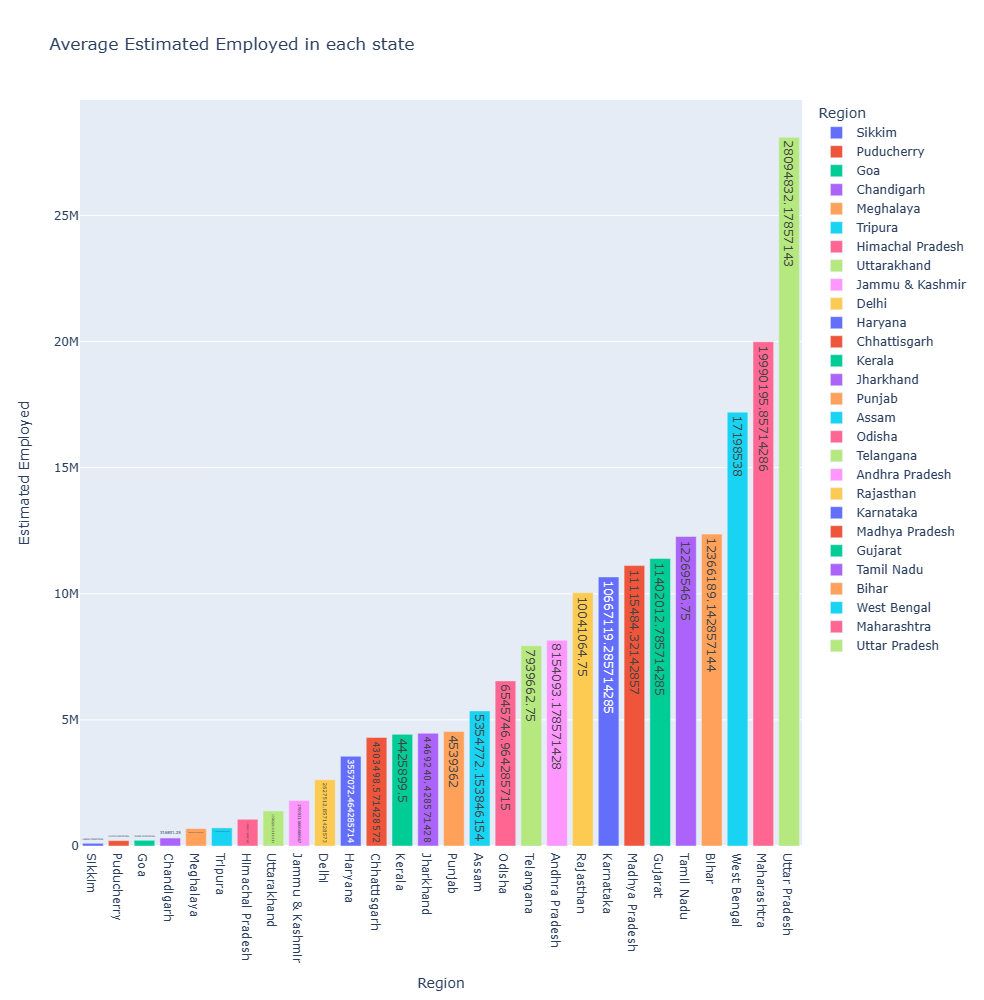 Average Estimated Employed in each state
Region
Sikkim
Puducherry
Goa
Chandigarh
Meghalaya
Tripura
Himachal Pradesh
Uttarakhand
Jammu & Kashmir
Delhi
Haryana
Chhattisgarh
Kerala
Jharkhand
Punjab
Assam
Odisha
Telangana
Andhra Pradesh
Rajasthan
Karnataka
Madhya Pradesh
Gujarat
Tamil Nadu
Bihar
West Bengal
Maharashtra
Uttar Pradesh
Estimated Employed
25M
20M
15M
10M
5M
0
316831.25
2627512.8571428573
3557072.464285714
4303498.571428572
4425899.5
4469240.428571428
4539362
5354772.153846154
6545746.964285715
7939662.75
8154093.178571428
10041064.75
10667119.285714285
11115484.32142857
11402012.785714285
12269546.75
12366189.142857144
17198538
19990195.85714286
28094832.17857143
Sikkim
Puducherry
Goa
Chandigarh
Meghalaya
Tripura
Himachal Pradesh
Uttarakhand
Jammu & Kashmir
Delhi
Haryana
Chhattisgarh
Kerala
Jharkhand
Punjab
Assam
Odisha
Telangana
Andhra Pradesh
Rajasthan
Karnataka
Madhya Pradesh
Gujarat
Tamil Nadu
Bihar
West Bengal
Maharashtra
Uttar Pradesh
Region